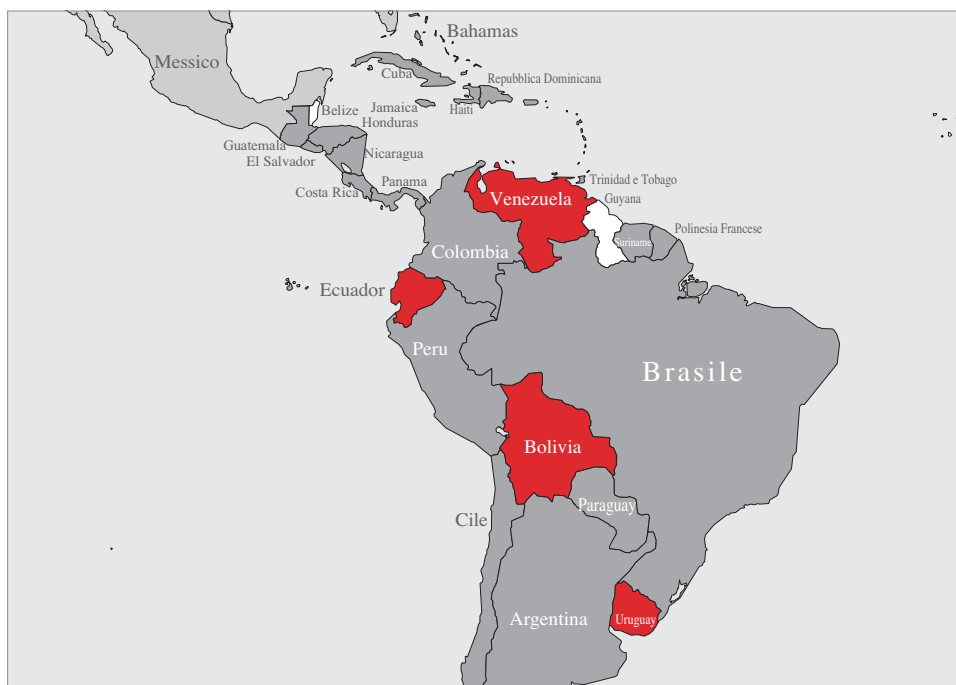 Bahamas
Messico
Cuba
Repubblica Dominicana
Jamaica
Haiti
Belize
Honduras
Guatemala
El Salvador
Nicaragua
Costa Rica
Panama
Trinidad e Tobago
Venezuela
Guyana
Polinesia Francese
Suriname
Colombia
Ecuador
Peru
Brasile
Bolivia
Paraguay
Cile
Argentina
Uruguay